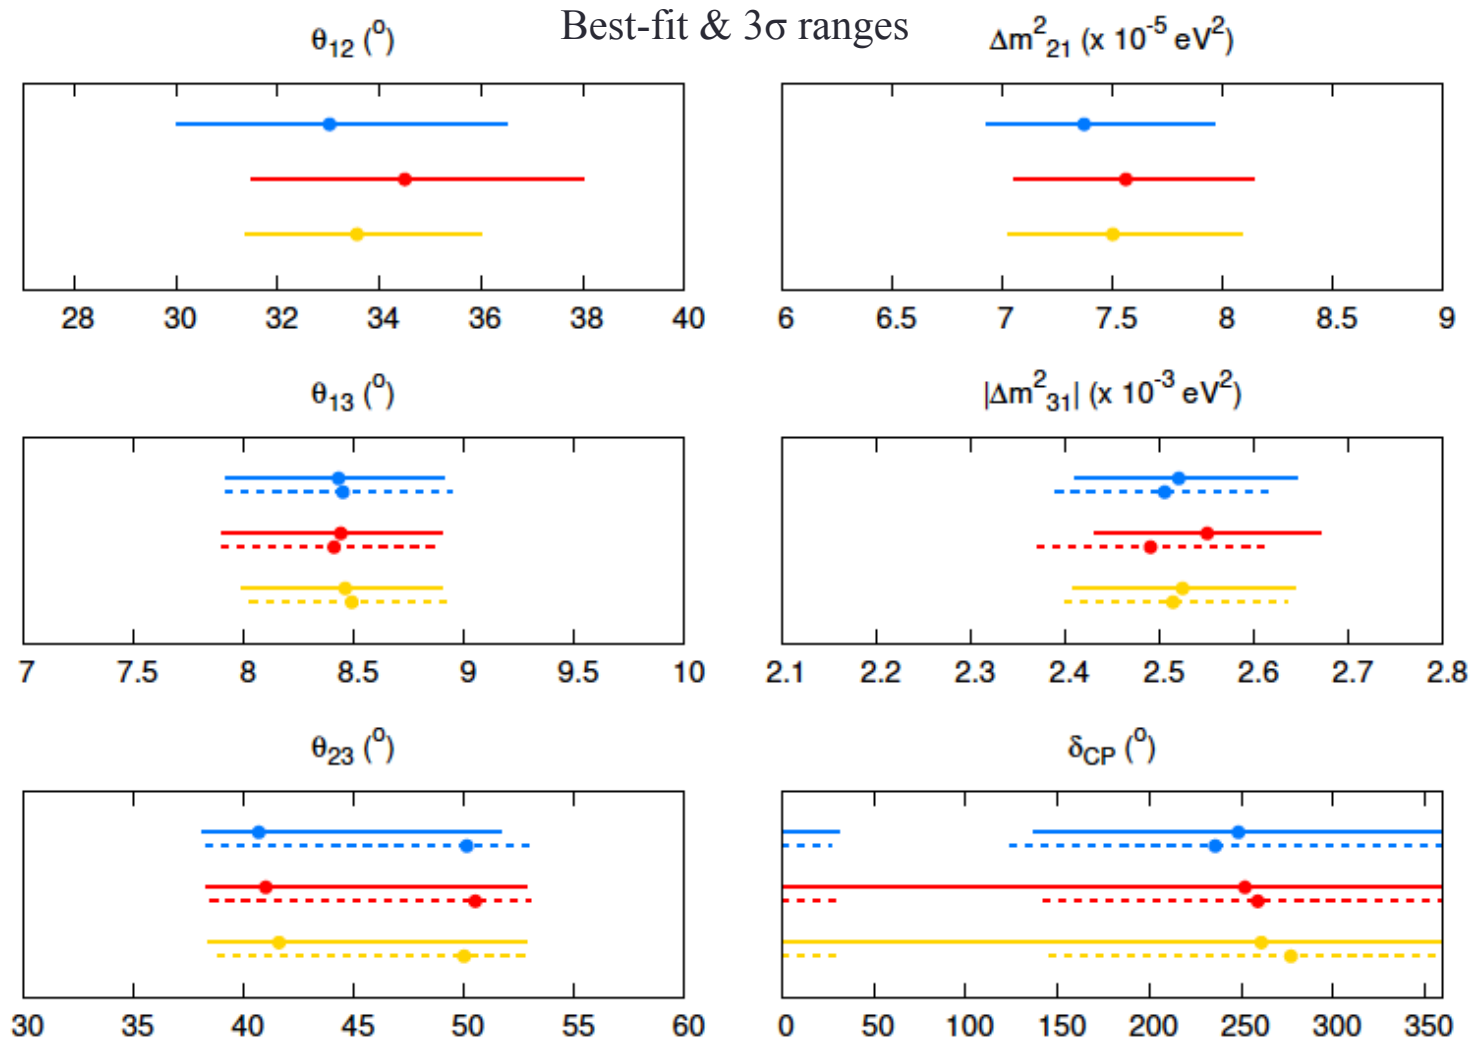 Best-fit & 3σ ranges
θ12 (o)
28 30 32 34 36 38 40
Δm221 (x 10-5 eV2)
6 6.5 7 7.5 8 8.5 9
θ13 (o)
7 7.5 8 8.5 9 9.5 10
|Δm231| (x 10-3 eV2)
2.1 2.2 2.3 2.4 2.5 2.6 2.7 2.8
θ23 (o)
30 35 40 45 50 55 60
δCP (o)
0 50 100 150 200 250 300 350